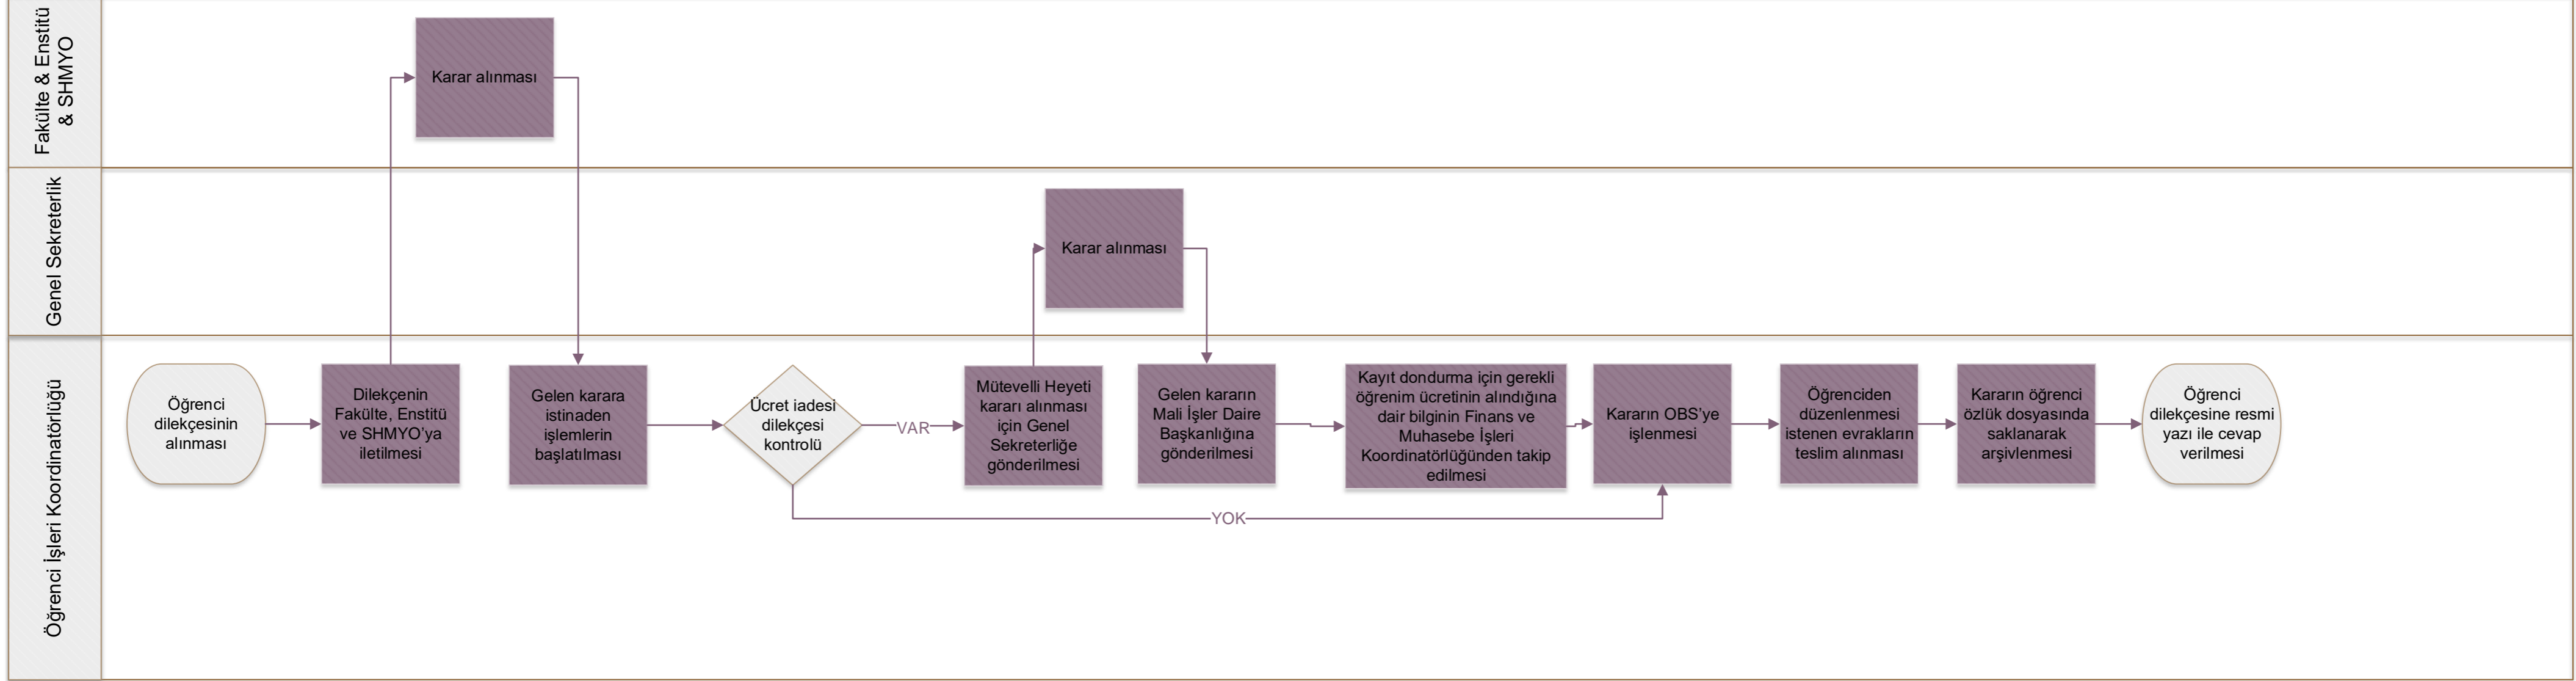 Fakülte & Enstitü
& SHMYO
Karar alınması
Genel Sekreterlik
Karar alınması
Öğrenci İşleri Koordinatörlüğü
Öğrenci
dilekçesinin
alınması
Dilekçenin
Fakülte, Enstitü
ve SHMYO’ya
iletilmesi
Gelen karara
istinaden
işlemlerin
başlatılması
Ücret iadesi
dilekçesi
kontrolü
VAR
Mütevelli Heyeti
kararı alınması
için Genel
Sekreterliğe
gönderilmesi
Gelen kararın
Mali İşler Daire
Başkanlığına
gönderilmesi
Kayıt dondurma için gerekli
öğrenim ücretinin alındığına
dair bilginin Finans ve
Muhasebe İşleri
Koordinatörlüğünden takip
edilmesi
Kararın OBS’ye
işlenmesi
Öğrenciden
düzenlenmesi
istenen evrakların
teslim alınması
Kararın öğrenci
özlük dosyasında
saklanarak
arşivlenmesi
Öğrenci
dilekçesine resmi
yazı ile cevap
verilmesi
YOK